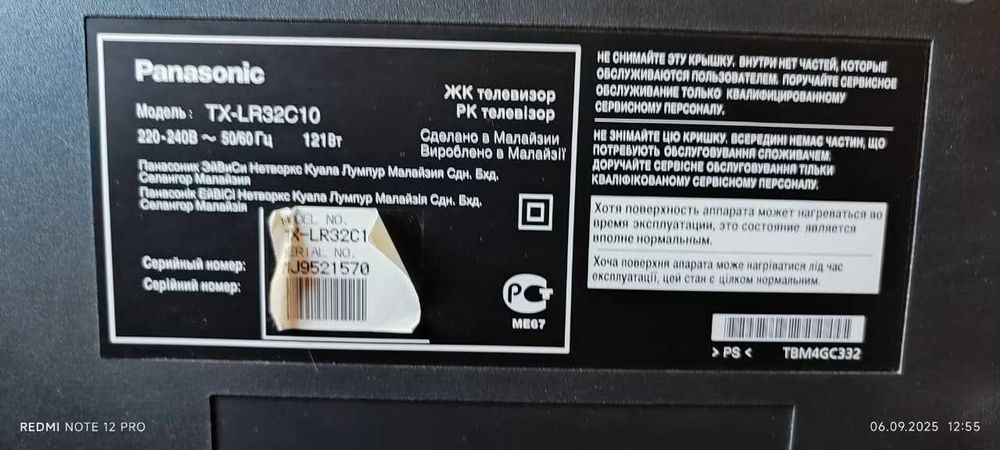 Panasonic
Модель: TX-LR32C10
220-240В ~ 50/60Гц 121Вт
ЖК телевизор
РК телевізор
Сделано в Малайзии
Вироблено в Малайзії
Панасоник ЭйВиСи Нетворкс Куала Лумпур Малайзия Сдн. Бхд.
Селангор Малайзия
Панасонік ЕйВіСі Нетворкс Куала Лумпур Малайзія Сдн. Бхд.
Селангор Малайзія
Серийный номер:
Серійний номер:
MODEL NO.
TX-LR32C1
SERIAL NO.
J9521570
РСТ
ME67
НЕ СНИМАЙТЕ ЭТУ КРЫШКУ. ВНУТРИ НЕТ ЧАСТЕЙ, КОТОРЫЕ
ОБСЛУЖИВАЮТСЯ ПОЛЬЗОВАТЕЛЕМ. ПОРУЧАЙТЕ СЕРВИСНОЕ
ОБСЛУЖИВАНИЕ ТОЛЬКО КВАЛИФИЦИРОВАННОМУ
СЕРВИСНОМУ ПЕРСОНАЛУ.
НЕ ЗНІМАЙТЕ ЦЮ КРИШКУ. ВСЕРЕДИНІ НЕМАЄ ЧАСТИН, ЩО
ПОТРЕБУЮТЬ ОБСЛУГОВУВАННЯ СПОЖИВАЧЕМ.
ДОРУЧАЙТЕ СЕРВІСНЕ ОБСЛУГОВУВАННЯ ТІЛЬКИ
КВАЛІФІКОВАНОМУ СЕРВІСНОМУ ПЕРСОНАЛУ.
Хотя поверхность аппарата может нагреваться во
время эксплуатации, это состояние является
вполне нормальным.
Хоча поверхня апарата може нагріватися під час
експлуатації, цей стан є цілком нормальним.
> PS < TBM4GC332
REDMI NOTE 12 PRO
06.09.2025 12:55